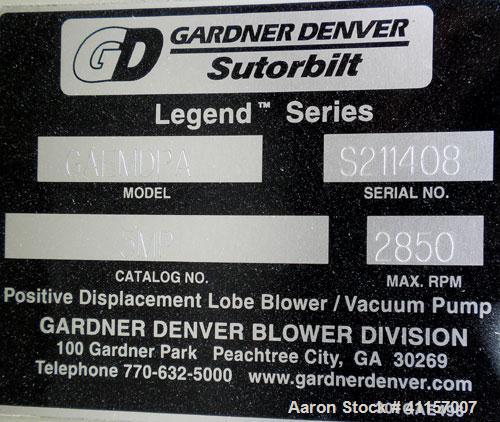 GD GARDNER DENVER
Sutorbilt
Legend™ Series
GAEMDPA S211408
MODEL SERIAL NO.
5MP 2850
CATALOG NO. MAX. RPM
Positive Displacement Lobe Blower / Vacuum Pump
GARDNER DENVER BLOWER DIVISION
100 Gardner Park Peachtree City, GA 30269
Telephone 770-632-5000 www.gardnerdenver.com
Aaron Stock# 41157007